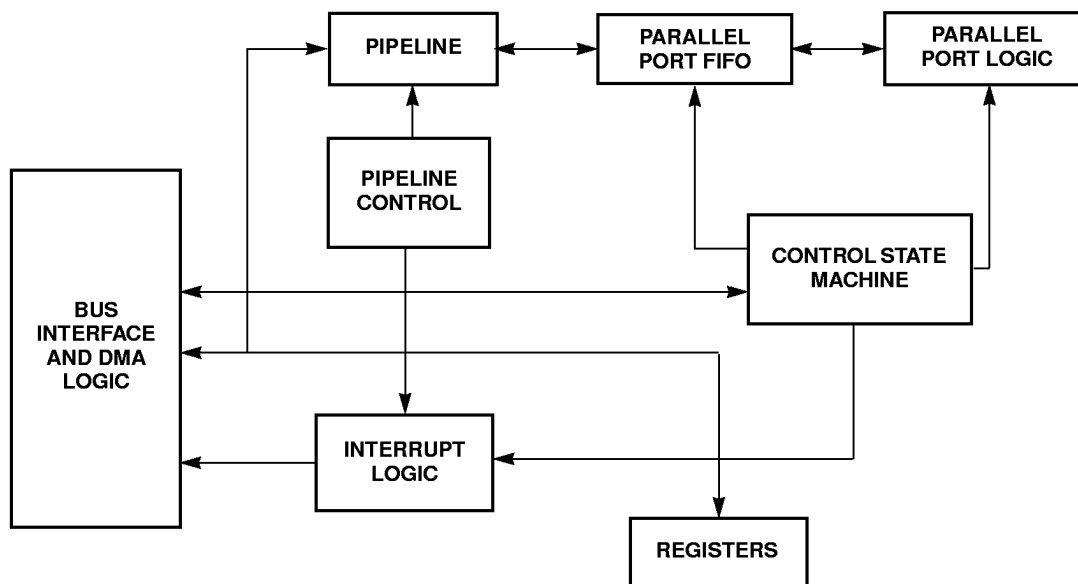 PIPELINE
PARALLEL
PORT FIFO
PARALLEL
PORT LOGIC
PIPELINE
CONTROL
CONTROL STATE
MACHINE
BUS
INTERFACE
AND DMA
LOGIC
INTERRUPT
LOGIC
REGISTERS